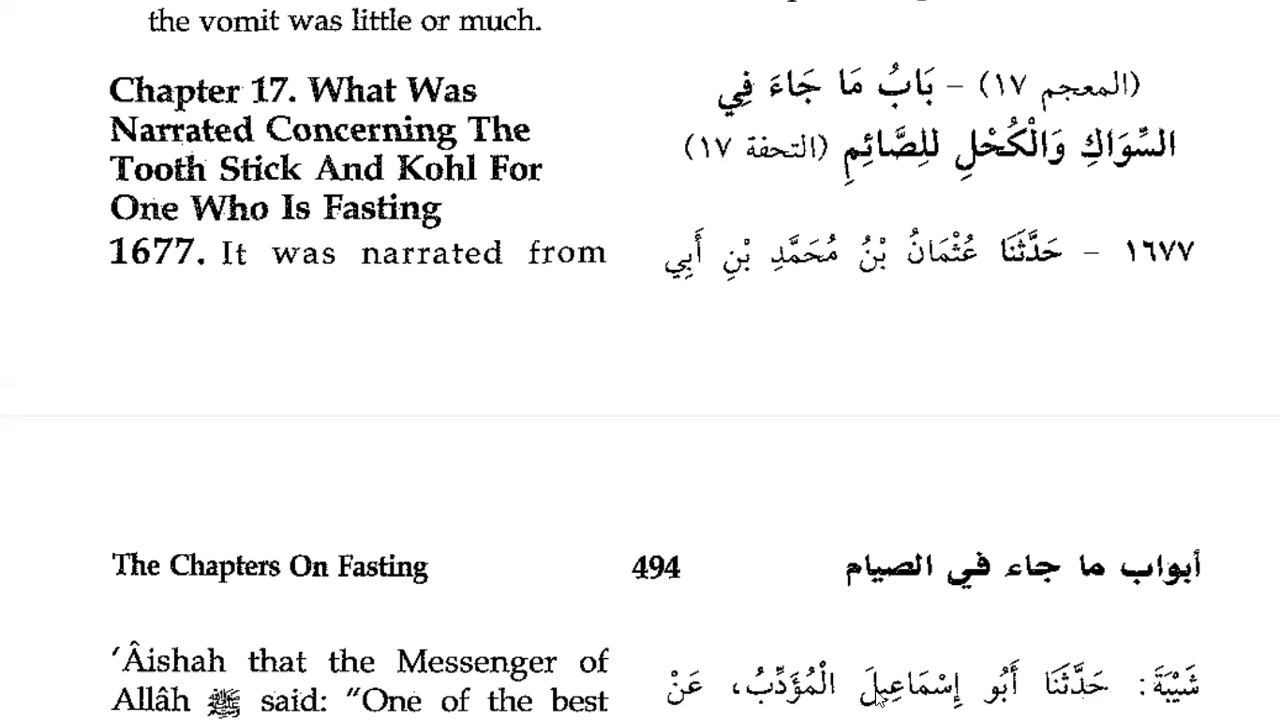 the vomit was little or much.
Chapter 17. What Was
Narrated Concerning The
Tooth Stick And Kohl For
One Who Is Fasting
1677. It was narrated from
(المعجم ١٧) - بَابُ مَا جَاءَ فِي
السِّوَاكِ وَالْكُحْلِ لِلصَّائِمِ (التحفة ١٧)
١٦٧٧ - حَدَّثَنَا عُثْمَانُ بْنُ مُحَمَّدِ بْنِ أَبِي
The Chapters On Fasting 494 أبواب ما جاء في الصيام
‘Âishah that the Messenger of
Allâh ﷺ said: "One of the best
شَيْبَةَ: حَدَّثَنَا أَبُو إِسْمَاعِيلَ الْمُؤَدِّبُ، عَنْ